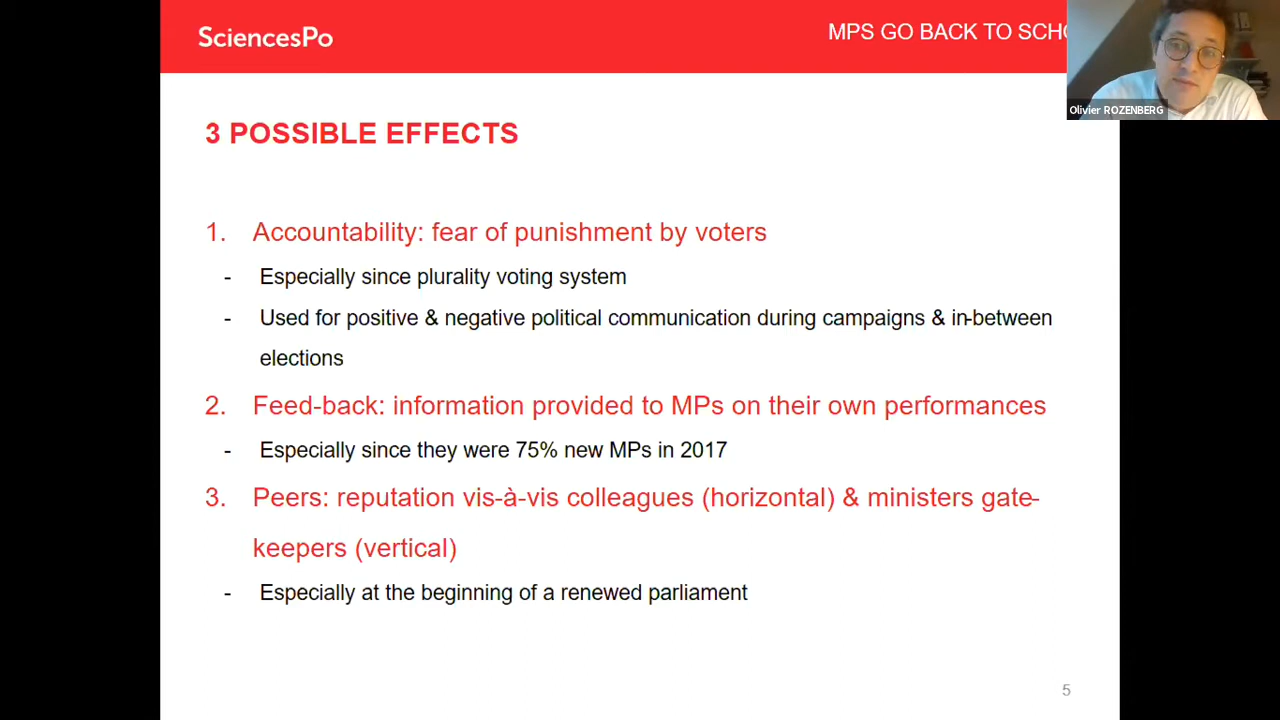 SciencesPo
MPS GO BACK TO SCHO
Olivier ROZENBERG
3 POSSIBLE EFFECTS
1. Accountability: fear of punishment by voters
- Especially since plurality voting system
- Used for positive & negative political communication during campaigns & in-between
elections
2. Feed-back: information provided to MPs on their own performances
- Especially since they were 75% new MPs in 2017
3. Peers: reputation vis-à-vis colleagues (horizontal) & ministers gate-
keepers (vertical)
- Especially at the beginning of a renewed parliament
5